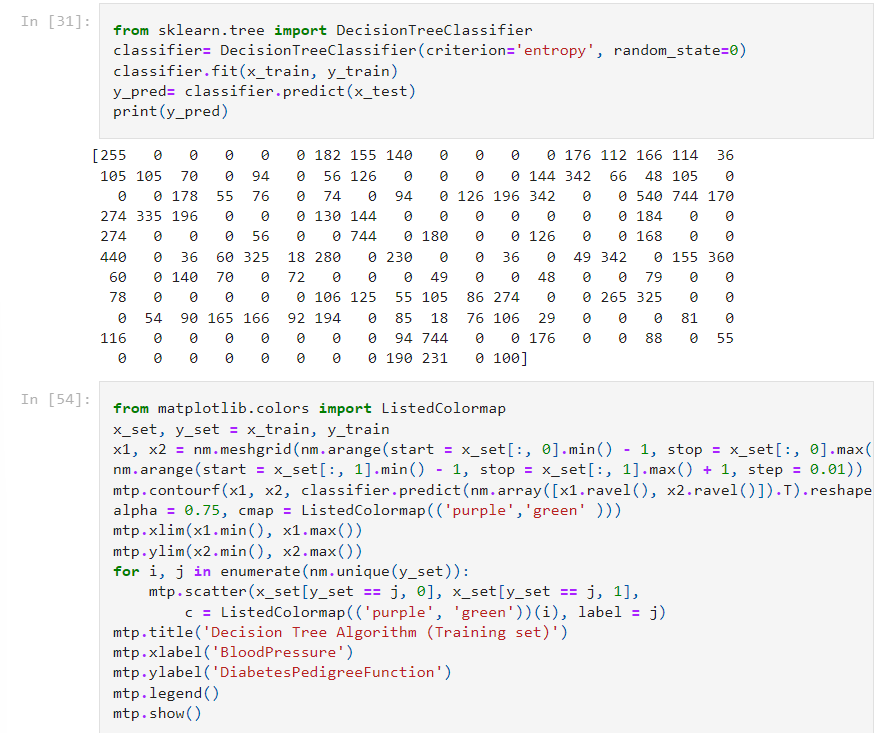 In [31]:
from sklearn.tree import DecisionTreeClassifier
classifier= DecisionTreeClassifier(criterion='entropy', random_state=0)
classifier.fit(x_train, y_train)
y_pred= classifier.predict(x_test)
print(y_pred)
[255   0   0   0   0   0 182 155 140   0   0   0   0 176 112 166 114  36
 105 105  70   0  94   0  56 126   0   0   0   0 144 342  66  48 105   0
   0   0 178  55  76   0  74   0  94   0 126 196 342   0   0 540 744 170
 274 335 196   0   0   0 130 144   0   0   0   0   0   0   0 184   0   0
 274   0   0   0  56   0   0 744   0 180   0   0 126   0   0 168   0   0
 440   0  36  60 325  18 280   0 230   0   0  36   0  49 342   0 155 360
  60   0 140  70   0  72   0   0   0  49   0   0  48   0   0  79   0   0
  78   0   0   0   0   0 106 125  55 105  86 274   0   0 265 325   0   0
   0  54  90 165 166  92 194   0  85  18  76 106  29   0   0   0  81   0
 116   0   0   0   0   0   0   0  94 744   0   0 176   0   0  88   0  55
   0   0   0   0   0   0   0   0 190 231   0 100]
In [54]:
from matplotlib.colors import ListedColormap
x_set, y_set = x_train, y_train
x1, x2 = nm.meshgrid(nm.arange(start = x_set[:, 0].min() - 1, stop = x_set[:, 0].max(
nm.arange(start = x_set[:, 1].min() - 1, stop = x_set[:, 1].max() + 1, step = 0.01))
mtp.contourf(x1, x2, classifier.predict(nm.array([x1.ravel(), x2.ravel()]).T).reshape
alpha = 0.75, cmap = ListedColormap(('purple','green' )))
mtp.xlim(x1.min(), x1.max())
mtp.ylim(x2.min(), x2.max())
for i, j in enumerate(nm.unique(y_set)):
    mtp.scatter(x_set[y_set == j, 0], x_set[y_set == j, 1],
        c = ListedColormap(('purple', 'green'))(i), label = j)
mtp.title('Decision Tree Algorithm (Training set)')
mtp.xlabel('BloodPressure')
mtp.ylabel('DiabetesPedigreeFunction')
mtp.legend()
mtp.show()